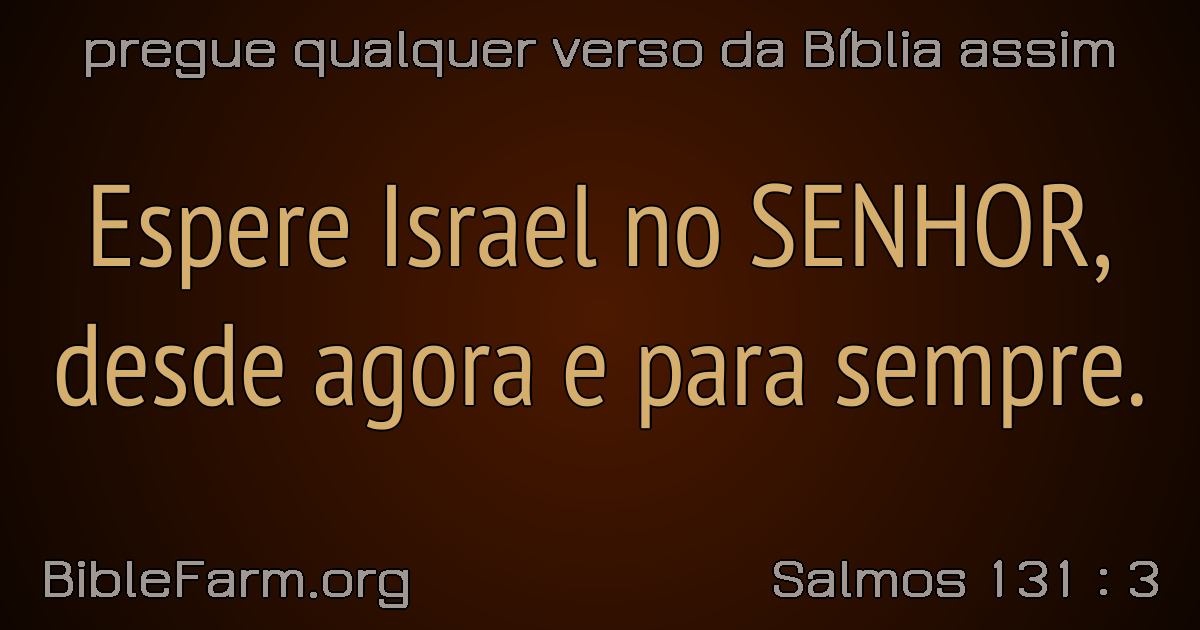 pregue qualquer verso da Bíblia assim
Espere Israel no SENHOR,
desde agora e para sempre.
BibleFarm.org
Salmos 131 : 3